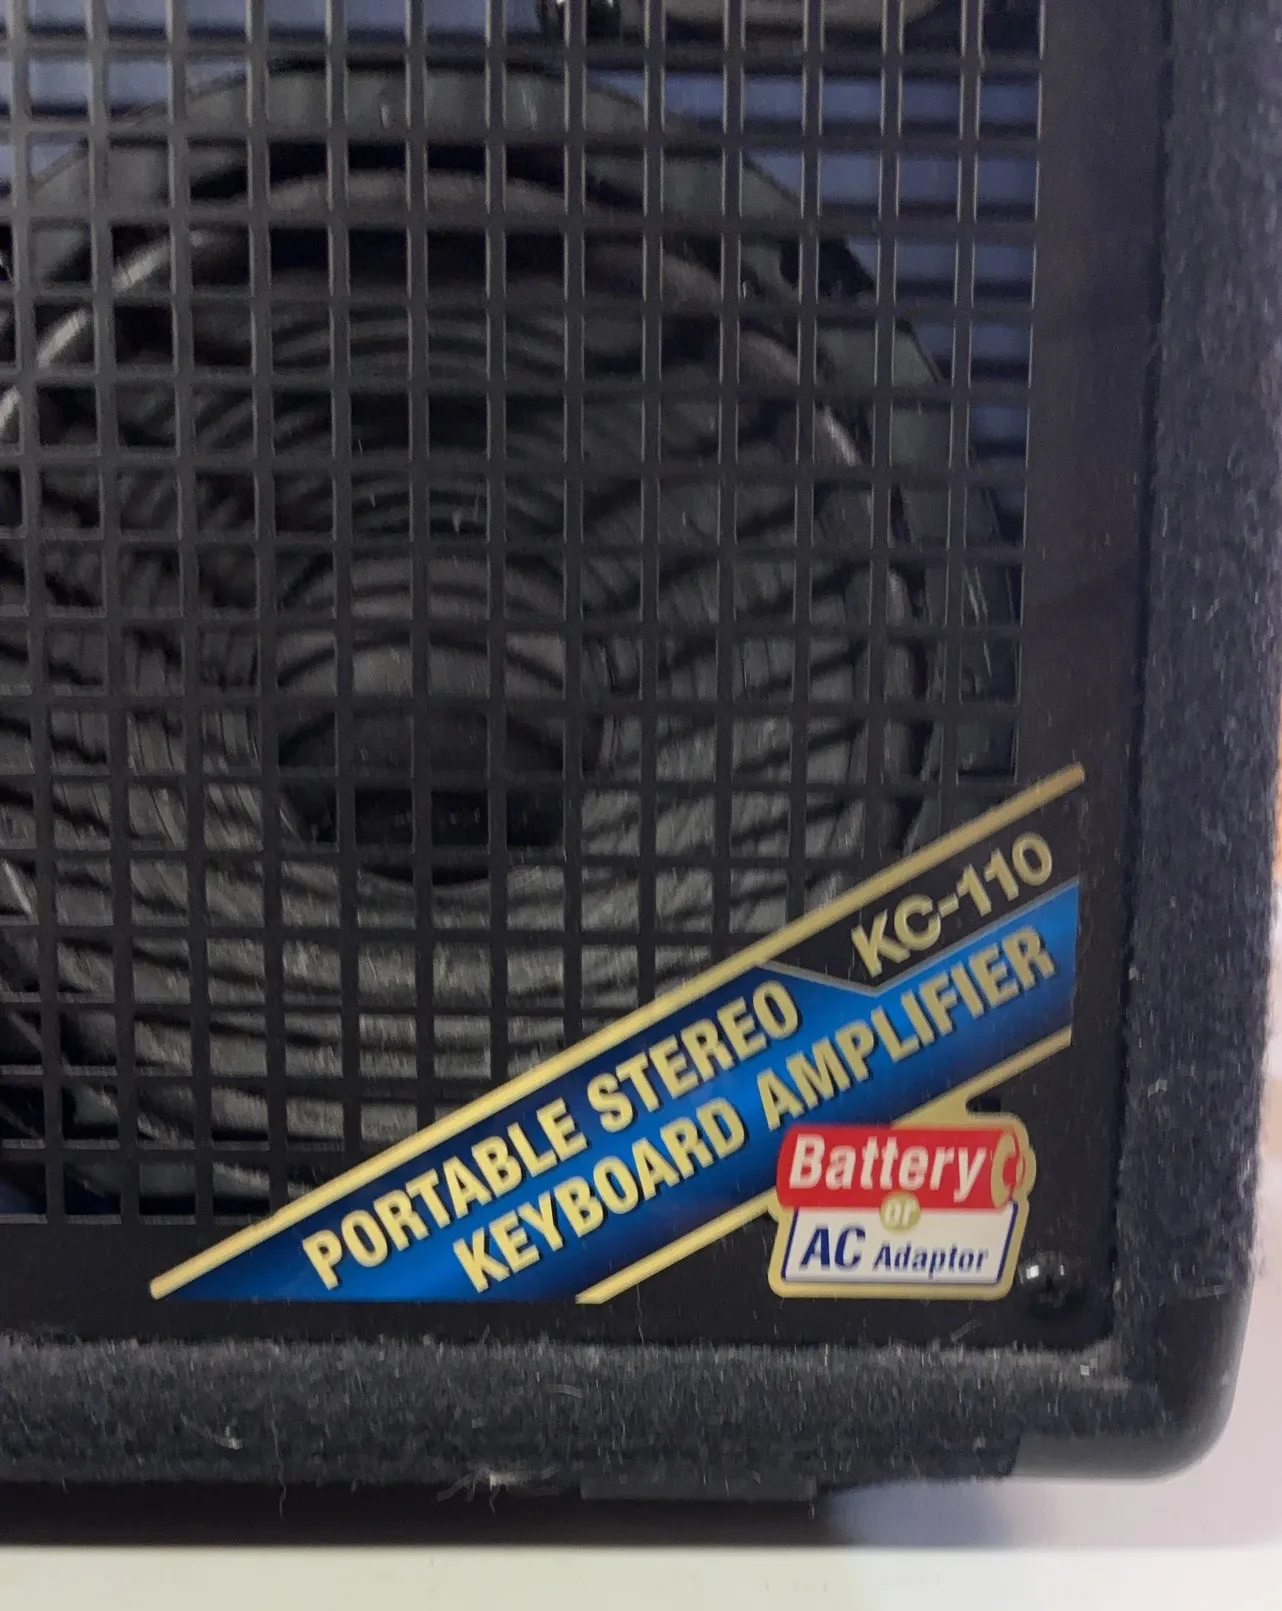 KC-110
PORTABLE STEREO
KEYBOARD AMPLIFIER
Battery
or
AC Adaptor